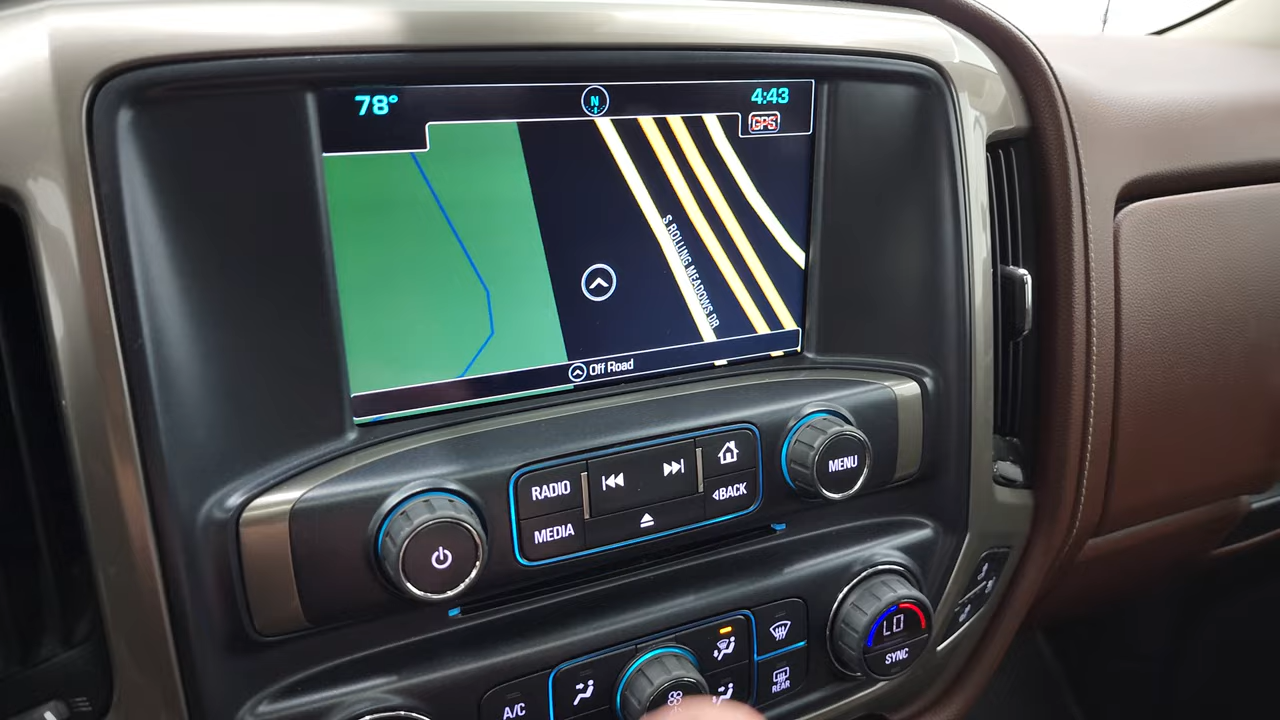 78°
N
4:43
GPS
S ROLLING MEADOWS DR
Off Road
RADIO
BACK
MEDIA
MENU
LO
SYNC
A/C
REAR